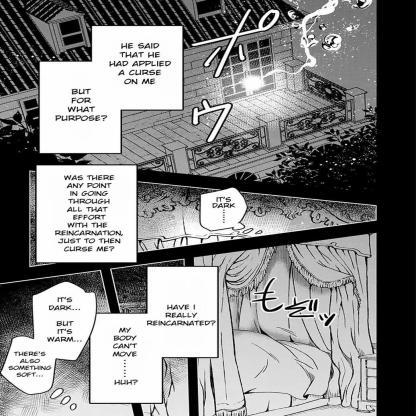 HE SAID
THAT HE
HAD APPLIED
A CURSE
ON ME
BUT
FOR
WHAT
PURPOSE?
ポ
ウ
WAS THERE
ANY POINT
IN GOING
THROUGH
ALL THAT
EFFORT
WITH THE
REINCARNATION,
JUST TO THEN
CURSE ME?
IT'S
DARK
......
もぞッ
HAVE I
REALLY
REINCARNATED?
MY
BODY
CAN'T
MOVE
......
HUH?
IT'S
DARK...
BUT
IT'S
WARM...
THERE'S
ALSO
SOMETHING
SOFT...